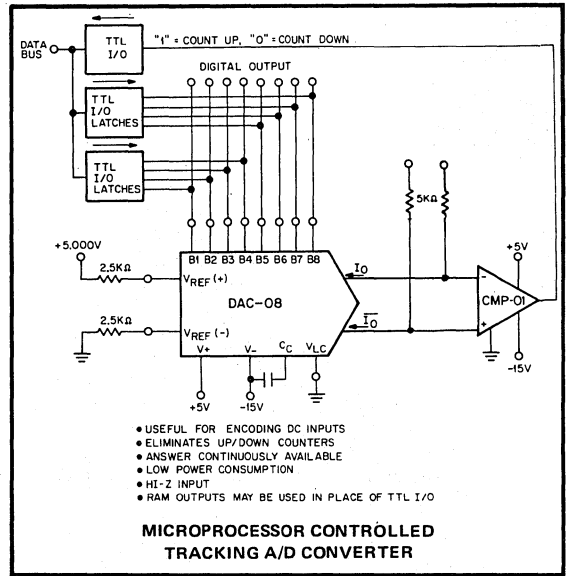 DATA
BUS
TTL
I/O
"1" = COUNT UP, "0" = COUNT DOWN
DIGITAL OUTPUT
TTL
I/O
LATCHES
TTL
I/O
LATCHES
5KΩ
B1 B2 B3 B4 B5 B6 B7 B8
+5.000V
2.5KΩ
VREF (+)
IO
+5V
-
CMP-01
DAC-08
2.5KΩ
VREF (-)
IO
+
V+
V-
CC
VLC
-15V
+5V
-15V
• USEFUL FOR ENCODING DC INPUTS
• ELIMINATES UP/DOWN COUNTERS
• ANSWER CONTINUOUSLY AVAILABLE
• LOW POWER CONSUMPTION
• HI-Z INPUT
• RAM OUTPUTS MAY BE USED IN PLACE OF TTL I/O
MICROPROCESSOR CONTROLLED
TRACKING A/D CONVERTER